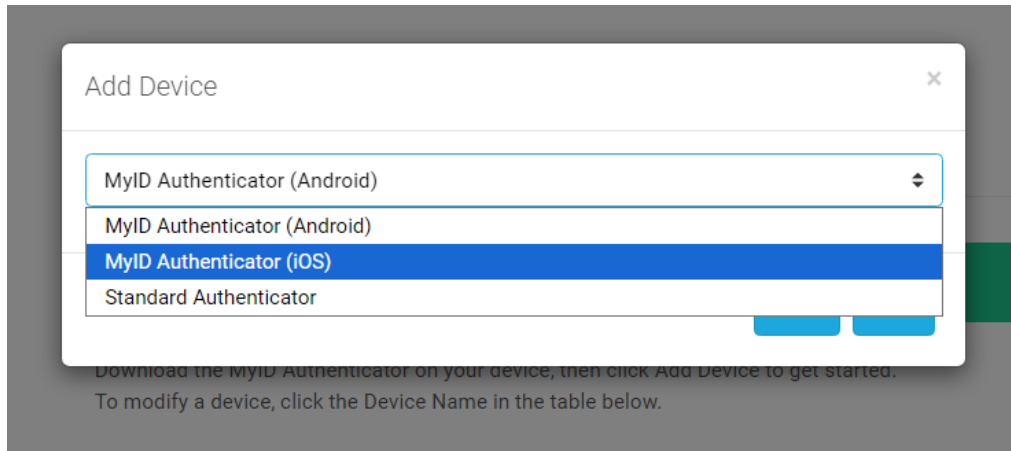 Add Device
×
MyID Authenticator (Android)
MyID Authenticator (Android)
MyID Authenticator (iOS)
Standard Authenticator
Download the MyID Authenticator on your device, then click Add Device to get started.
To modify a device, click the Device Name in the table below.